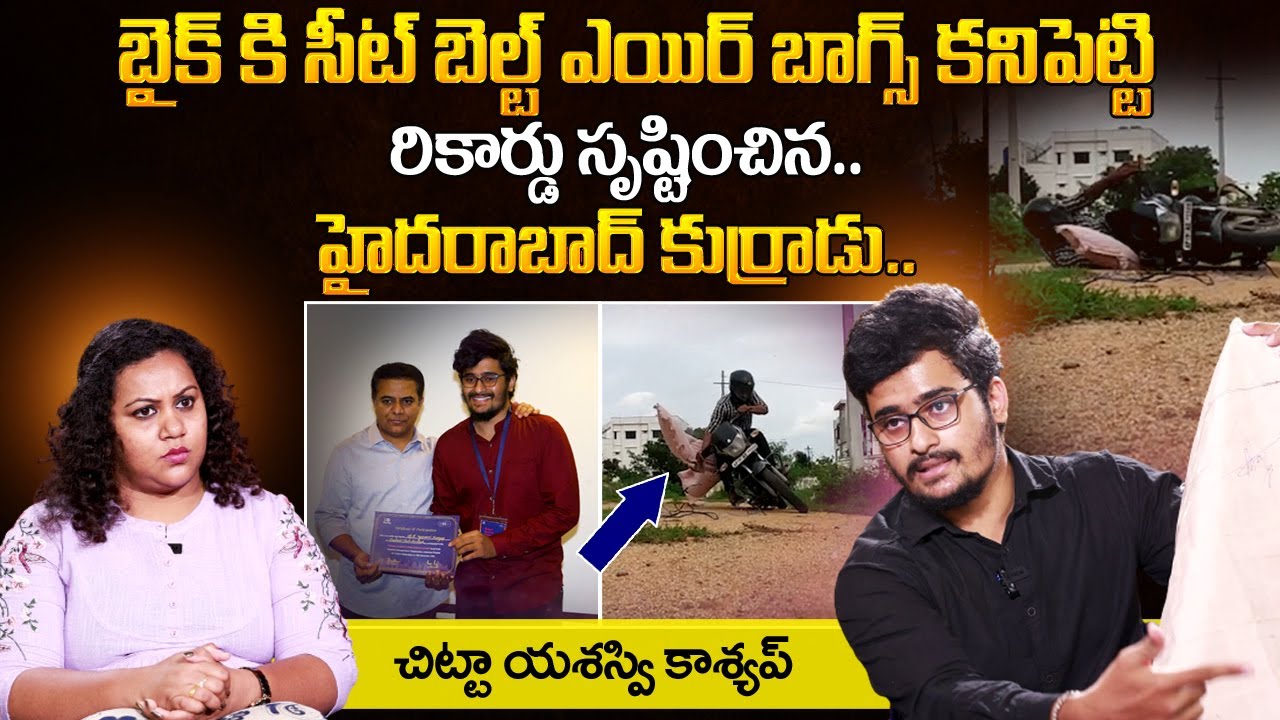 బైక్ కి సీట్ బెల్ట్ ఎయిర్ బాగ్స్ కనిపెట్టి
రికార్డు సృష్టించిన..
హైదరాబాద్ కుర్రాడు..
చిట్టా యశస్వి కాశ్యప్